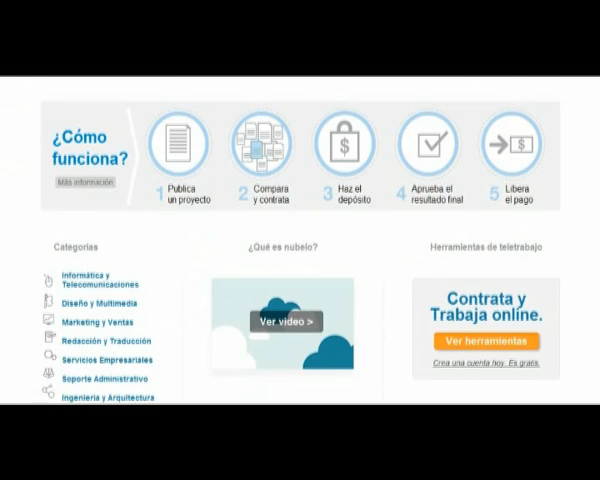 ¿Cómo
funciona?
Más información
1 Publica
un proyecto
2 Compara
y contrata
3 Haz el
depósito
4 Aprueba el
resultado final
5 Libera
el pago
$
$
Categorías
Informática y
Telecomunicaciones
Diseño y Multimedia
Marketing y Ventas
Redacción y Traducción
Servicios Empresariales
Soporte Administrativo
Ingeniería y Arquitectura
¿Qué es nubelo?
Ver video >
Herramientas de teletrabajo
Contrata y
Trabaja online.
Ver herramientas
Crea una cuenta hoy. Es gratis.